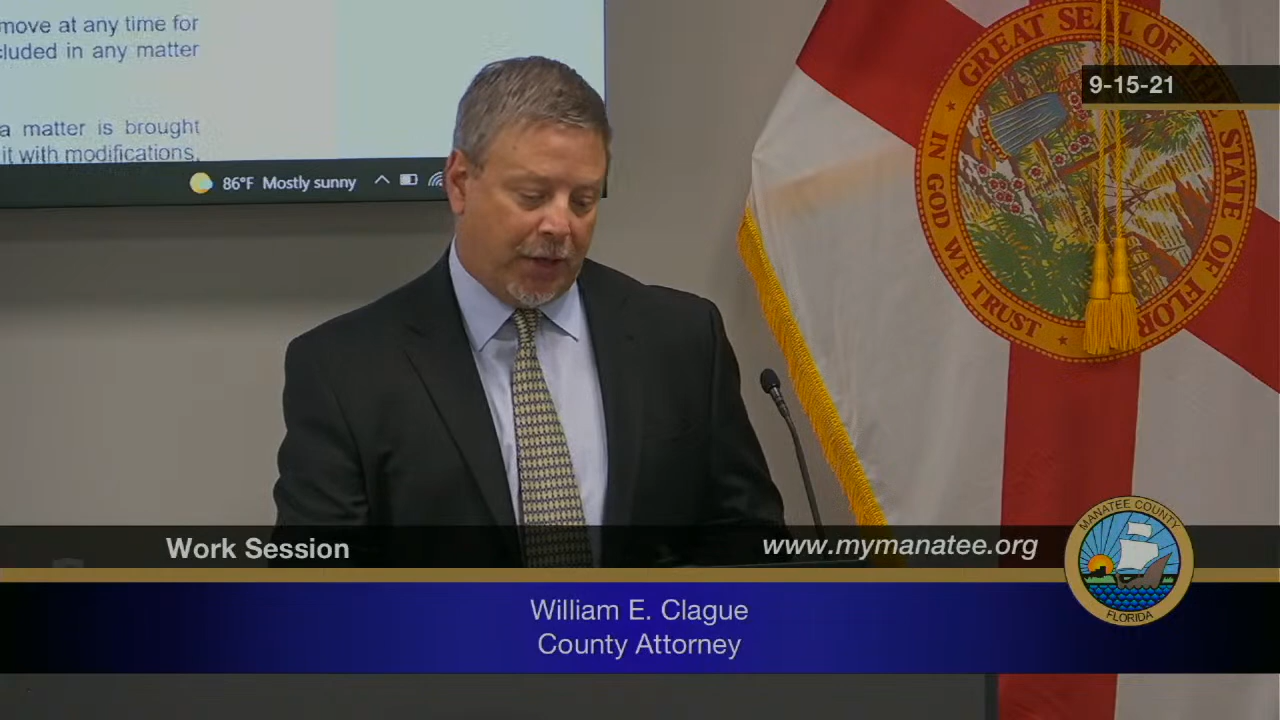 move at any time for
cluded in any matter
a matter is brought
it with modifications,
86°F Mostly sunny
GREAT SEAL OF THE STATE OF FLOR
IN GOD WE TRUST
9-15-21
Work Session
www.mymanatee.org
MANATEE COUNTY
FLORIDA
William E. Clague
County Attorney